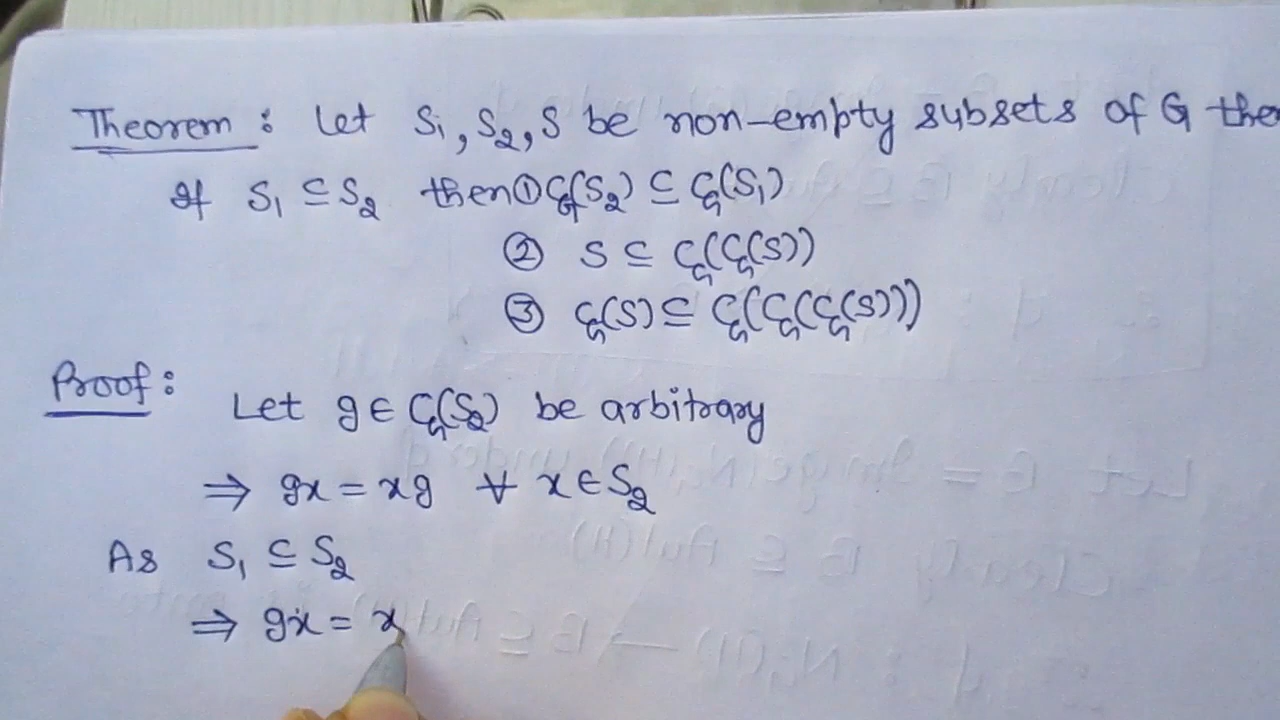 Theorem : Let S₁, S₂, S be non-empty subsets of G the
If S₁ ⊆ S₂ then ① C_G(S₂) ⊆ C_G(S₁)
② S ⊆ C_G(C_G(S))
③ C_G(S) ⊆ C_G(C_G(C_G(S)))
Proof : Let g ∈ C_G(S₂) be arbitrary
⇒ gx = xg ∀ x ∈ S₂
As S₁ ⊆ S₂
⇒ gx = x